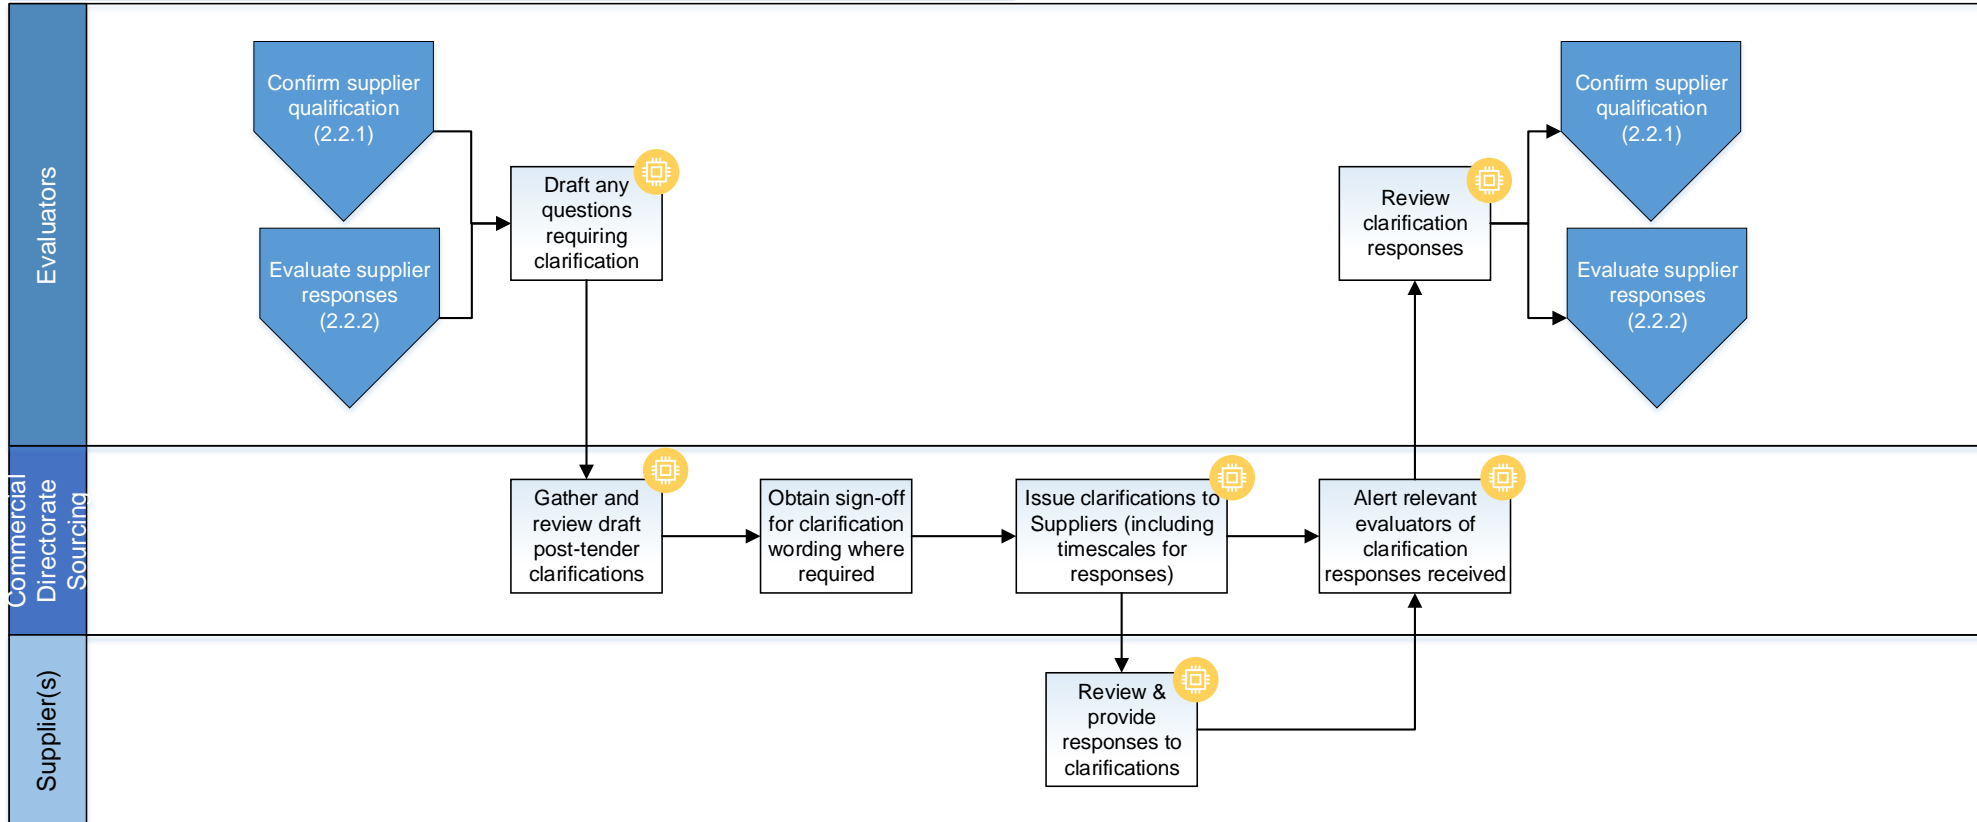 Evaluators
Confirm supplier
qualification
(2.2.1)
Evaluate supplier
responses
(2.2.2)
Draft any
questions
requiring
clarification
Review
clarification
responses
Confirm supplier
qualification
(2.2.1)
Evaluate supplier
responses
(2.2.2)
Commercial
Directorate
Sourcing
Gather and
review draft
post-tender
clarifications
Obtain sign-off
for clarification
wording where
required
Issue clarifications to
Suppliers (including
timescales for
responses)
Alert relevant
evaluators of
clarification
responses received
Supplier(s)
Review &
provide
responses to
clarifications